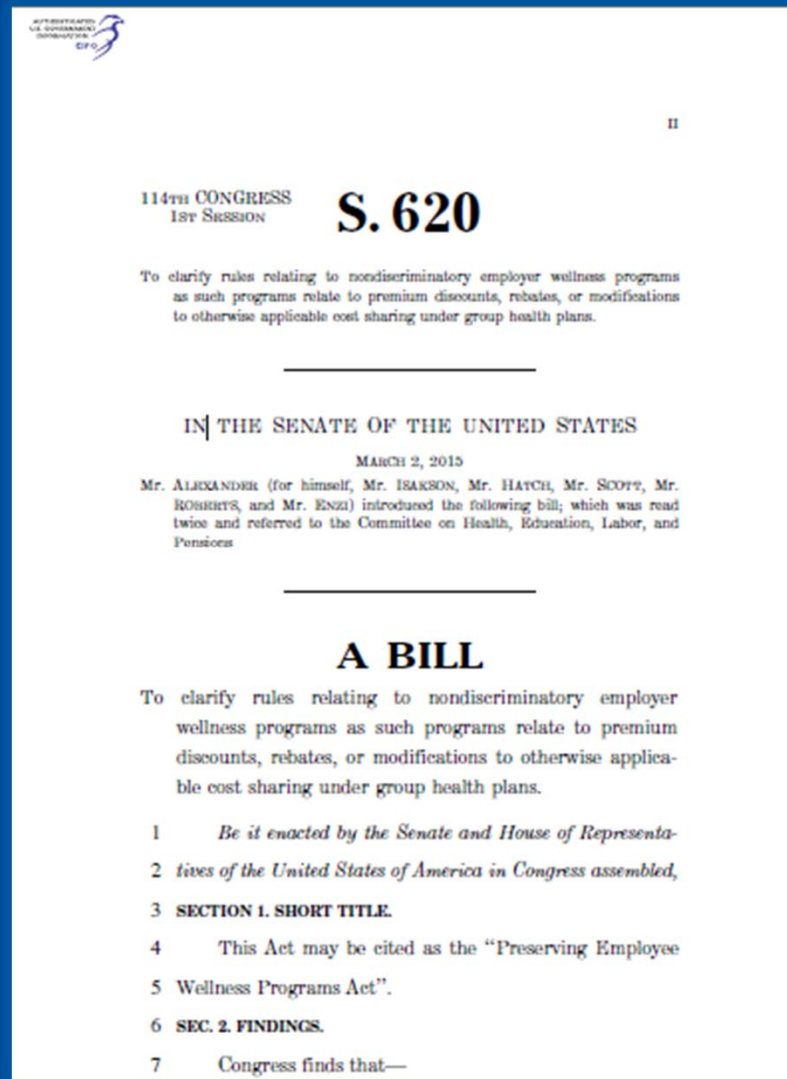 AUTHENTICATED
U.S. GOVERNMENT
INFORMATION
GPO
II
114TH CONGRESS
1ST SESSION
S. 620
To clarify rules relating to nondiscriminatory employer wellness programs
as such programs relate to premium discounts, rebates, or modifications
to otherwise applicable cost sharing under group health plans.
IN THE SENATE OF THE UNITED STATES
MARCH 2, 2015
Mr. ALEXANDER (for himself, Mr. ISAKSON, Mr. HATCH, Mr. SCOTT, Mr.
ROBERTS, and Mr. ENZI) introduced the following bill; which was read
twice and referred to the Committee on Health, Education, Labor, and
Pensions
A BILL
To clarify rules relating to nondiscriminatory employer
wellness programs as such programs relate to premium
discounts, rebates, or modifications to otherwise applica-
ble cost sharing under group health plans.
1 Be it enacted by the Senate and House of Representa-
2 tives of the United States of America in Congress assembled,
3 SECTION 1. SHORT TITLE.
4 This Act may be cited as the “Preserving Employee
5 Wellness Programs Act”.
6 SEC. 2. FINDINGS.
7 Congress finds that—